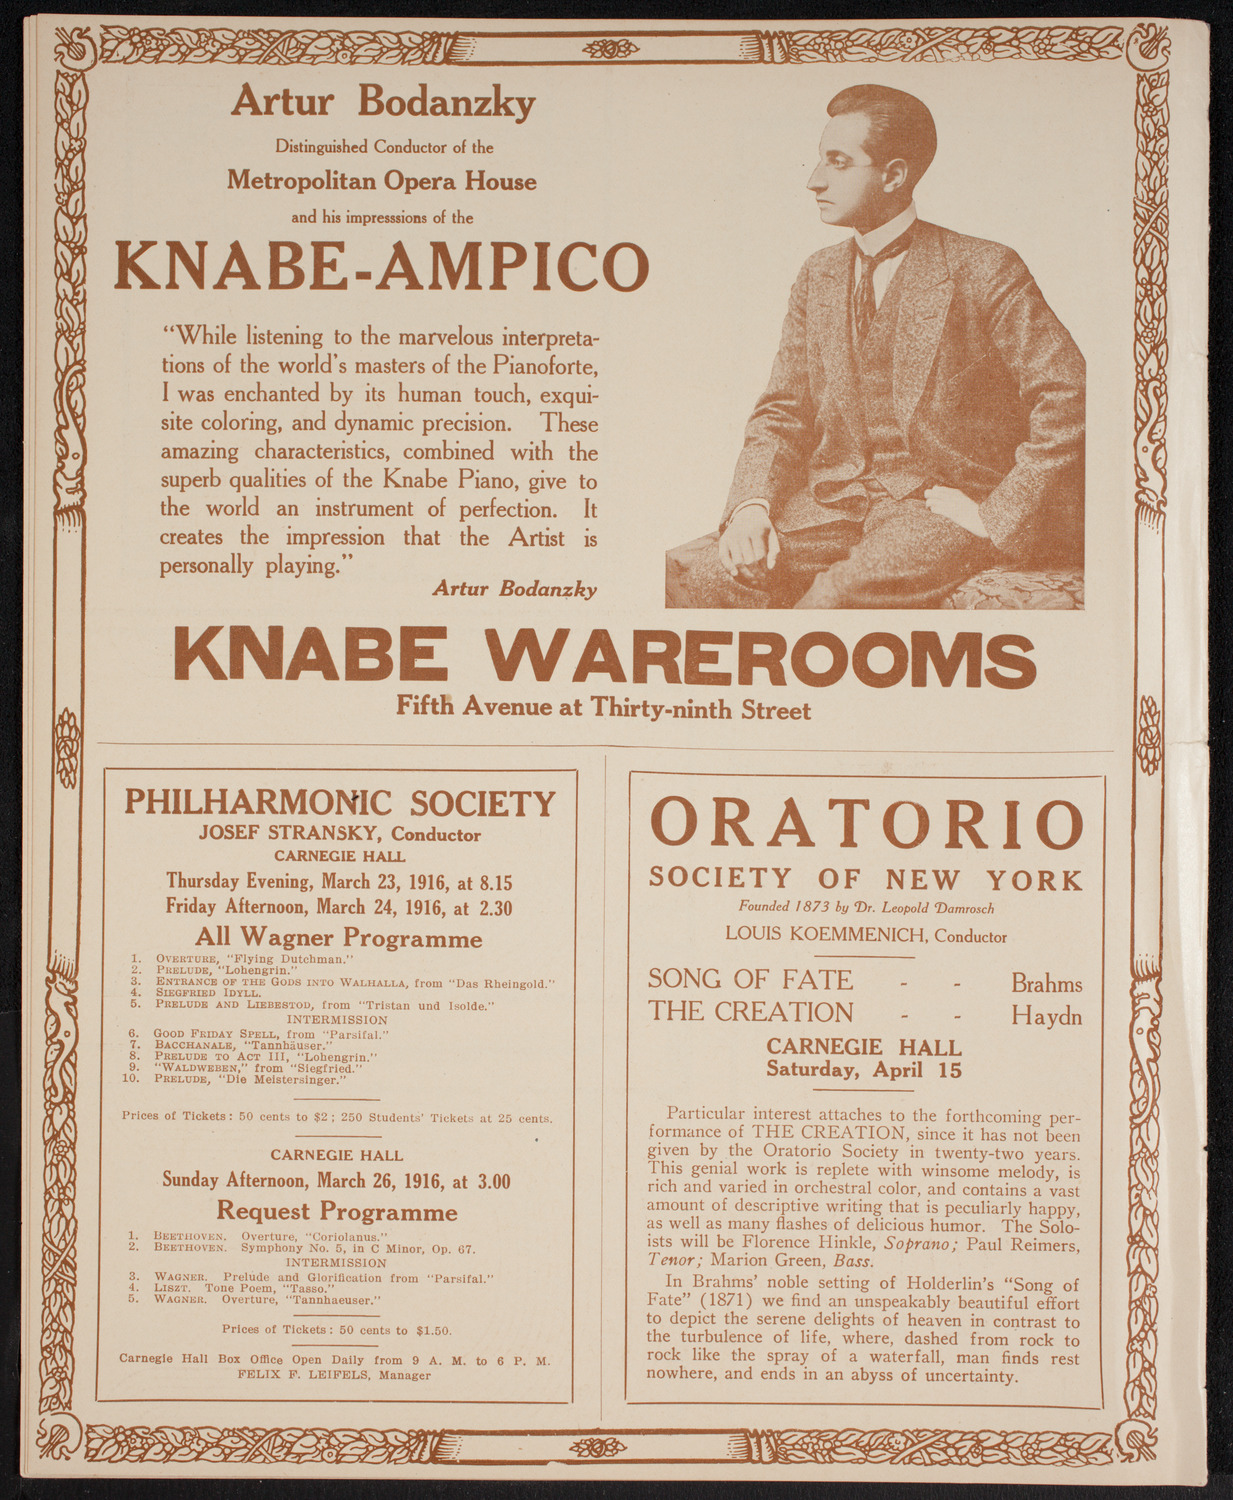 Artur Bodanzky
Distinguished Conductor of the
Metropolitan Opera House
and his impresssions of the
KNABE-AMPICO
“While listening to the marvelous interpreta-
tions of the world's masters of the Pianoforte,
I was enchanted by its human touch, exqui-
site coloring, and dynamic precision. These
amazing characteristics, combined with the
superb qualities of the Knabe Piano, give to
the world an instrument of perfection. It
creates the impression that the Artist is
personally playing.”
Artur Bodanzky
KNABE WAREROOMS
Fifth Avenue at Thirty-ninth Street
PHILHARMONIC SOCIETY
JOSEF STRANSKY, Conductor
CARNEGIE HALL
Thursday Evening, March 23, 1916, at 8.15
Friday Afternoon, March 24, 1916, at 2.30
All Wagner Programme
1. OVERTURE, “Flying Dutchman.”
2. PRELUDE, “Lohengrin.”
3. ENTRANCE OF THE GODS INTO WALHALLA, from “Das Rheingold.”
4. SIEGFRIED IDYLL.
5. PRELUDE AND LIEBESTOD, from “Tristan und Isolde.”
INTERMISSION
6. GOOD FRIDAY SPELL, from “Parsifal.”
7. BACCHANALE, “Tannhäuser.”
8. PRELUDE TO ACT III, “Lohengrin.”
9. “WALDWEBEN,” from “Siegfried.”
10. PRELUDE, “Die Meistersinger.”
Prices of Tickets: 50 cents to $2; 250 Students' Tickets at 25 cents.
CARNEGIE HALL
Sunday Afternoon, March 26, 1916, at 3.00
Request Programme
1. BEETHOVEN. Overture, “Coriolanus.”
2. BEETHOVEN. Symphony No. 5, in C Minor, Op. 67.
INTERMISSION
3. WAGNER. Prelude and Glorification from “Parsifal.”
4. LISZT. Tone Poem, “Tasso.”
5. WAGNER. Overture, “Tannhaeuser.”
Prices of Tickets: 50 cents to $1.50.
Carnegie Hall Box Office Open Daily from 9 A. M. to 6 P. M.
FELIX F. LEIFELS, Manager
ORATORIO
SOCIETY OF NEW YORK
Founded 1873 by Dr. Leopold Damrosch
LOUIS KOEMMENICH, Conductor
SONG OF FATE - - Brahms
THE CREATION - - Haydn
CARNEGIE HALL
Saturday, April 15
Particular interest attaches to the forthcoming per-
formance of THE CREATION, since it has not been
given by the Oratorio Society in twenty-two years.
This genial work is replete with winsome melody, is
rich and varied in orchestral color, and contains a vast
amount of descriptive writing that is peculiarly happy,
as well as many flashes of delicious humor. The Solo-
ists will be Florence Hinkle, Soprano; Paul Reimers,
Tenor; Marion Green, Bass.
In Brahms' noble setting of Holderlin's “Song of
Fate” (1871) we find an unspeakably beautiful effort
to depict the serene delights of heaven in contrast to
the turbulence of life, where, dashed from rock to
rock like the spray of a waterfall, man finds rest
nowhere, and ends in an abyss of uncertainty.